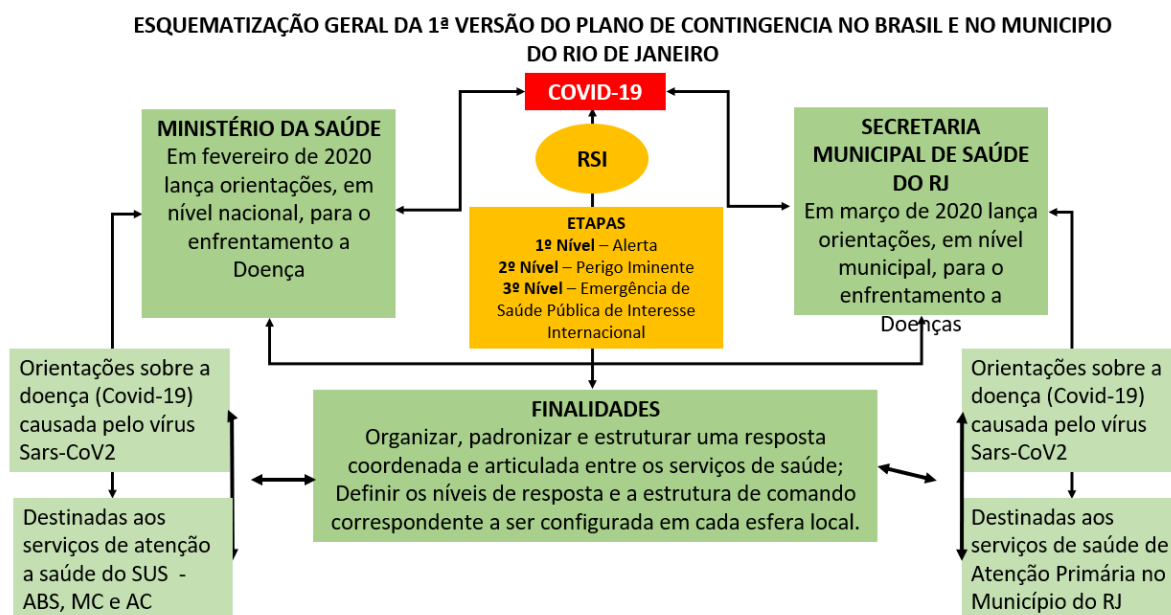 ESQUEMATIZAÇÃO GERAL DA 1ª VERSÃO DO PLANO DE CONTINGENCIA NO BRASIL E NO MUNICIPIO
DO RIO DE JANEIRO
COVID-19
MINISTÉRIO DA SAÚDE
Em fevereiro de 2020
lança orientações, em
nível nacional, para o
enfrentamento a
Doença
RSI
ETAPAS
1º Nível – Alerta
2º Nível – Perigo Iminente
3º Nível – Emergência de
Saúde Pública de Interesse
Internacional
SECRETARIA
MUNICIPAL DE SAÚDE
DO RJ
Em março de 2020 lança
orientações, em nível
municipal, para o
enfrentamento a
Doenças
Orientações sobre a
doença (Covid-19)
causada pelo vírus
Sars-CoV2
Destinadas aos
serviços de atenção
a saúde do SUS -
ABS, MC e AC
FINALIDADES
Organizar, padronizar e estruturar uma resposta
coordenada e articulada entre os serviços de saúde;
Definir os níveis de resposta e a estrutura de comando
correspondente a ser configurada em cada esfera local.
Orientações sobre a
doença (Covid-19)
causada pelo vírus
Sars-CoV2
Destinadas aos
serviços de saúde de
Atenção Primária no
Município do RJ